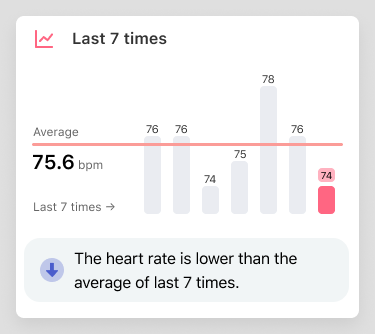 Last 7 times
78
76 76 76
Average
75
75.6 bpm
74 74
Last 7 times →
The heart rate is lower than the
average of last 7 times.